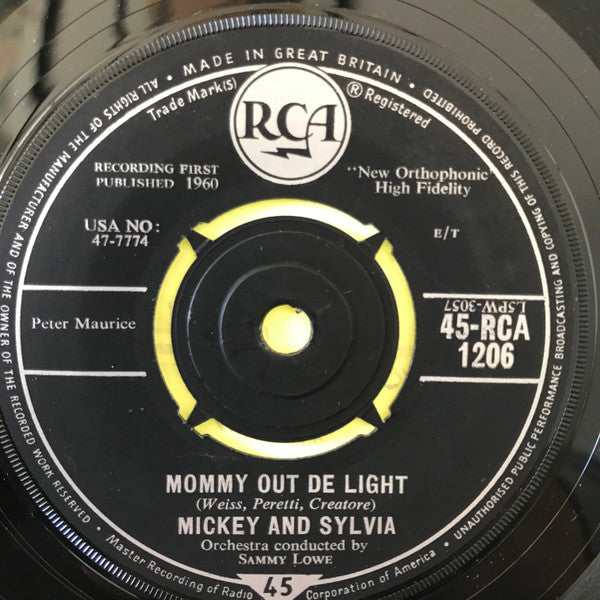 • MADE IN GREAT BRITAIN •
ALL RIGHTS OF THE MANUFACTURER AND OF THE OWNER OF THE RECORDED WORK RESERVED •
UNAUTHORISED PUBLIC PERFORMANCE BROADCASTING AND COPYING OF THIS RECORD PROHIBITED
Trade Mark(s)
® Registered
RCA
RECORDING FIRST
PUBLISHED 1960
"New Orthophonic"
High Fidelity
USA NO:
47-7774
E/T
L5PW-3057
Peter Maurice
45-RCA
1206
MOMMY OUT DE LIGHT
(Weiss, Peretti, Creatore)
MICKEY AND SYLVIA
Orchestra conducted by
SAMMY LOWE
• Master Recording of Radio Corporation of America •
45